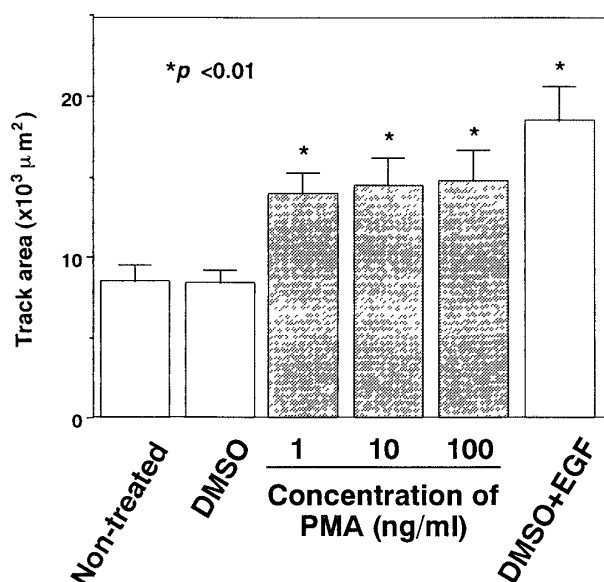 *p <0.01
Track area (x10³ μm²)
20
10
0
* * * *
Non-treated
DMSO
1 10 100
Concentration of
PMA (ng/ml)
DMSO+EGF